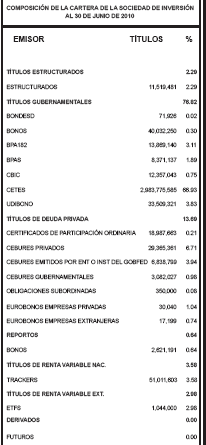 COMPOSICIÓN DE LA CARTERA DE LA SOCIEDAD DE INVERSIÓN
AL 30 DE JUNIO DE 2010
EMISOR TÍTULOS %
TÍTULOS ESTRUCTURADOS 2.29
ESTRUCTURADOS 11,519,481 2.29
TÍTULOS GUBERNAMENTALES 76.82
BONDESD 71,926 0.02
BONOS 40,032,250 0.30
BPA182 13,869,140 3.11
BPAS 8,371,137 1.89
CBIC 12,357,043 0.75
CETES 2,983,775,585 66.93
UDIBONO 33,509,321 3.83
TÍTULOS DE DEUDA PRIVADA 13.69
CERTIFICADOS DE PARTICIPACIÓN ORDINARIA 18,987,663 0.21
CEBURES PRIVADOS 29,365,361 6.71
CEBURES EMITIDOS POR ENT O INST DEL GOBFED 6,838,789 3.94
CEBURES GUBERNAMENTALES 3,082,027 0.98
OBLIGACIONES SUBORDINADAS 350,000 0.08
EUROBONOS EMPRESAS PRIVADAS 30,040 1.04
EUROBONOS EMPRESAS EXTRANJERAS 17,199 0.74
REPORTOS 0.64
BONOS 2,621,191 0.64
TÍTULOS DE RENTA VARIABLE NAC. 3.58
TRACKERS 51,011,603 3.58
TÍTULOS DE RENTA VARIABLE EXT. 2.98
ETFS 1,044,000 2.98
DERIVADOS 0.00
FUTUROS 0.00